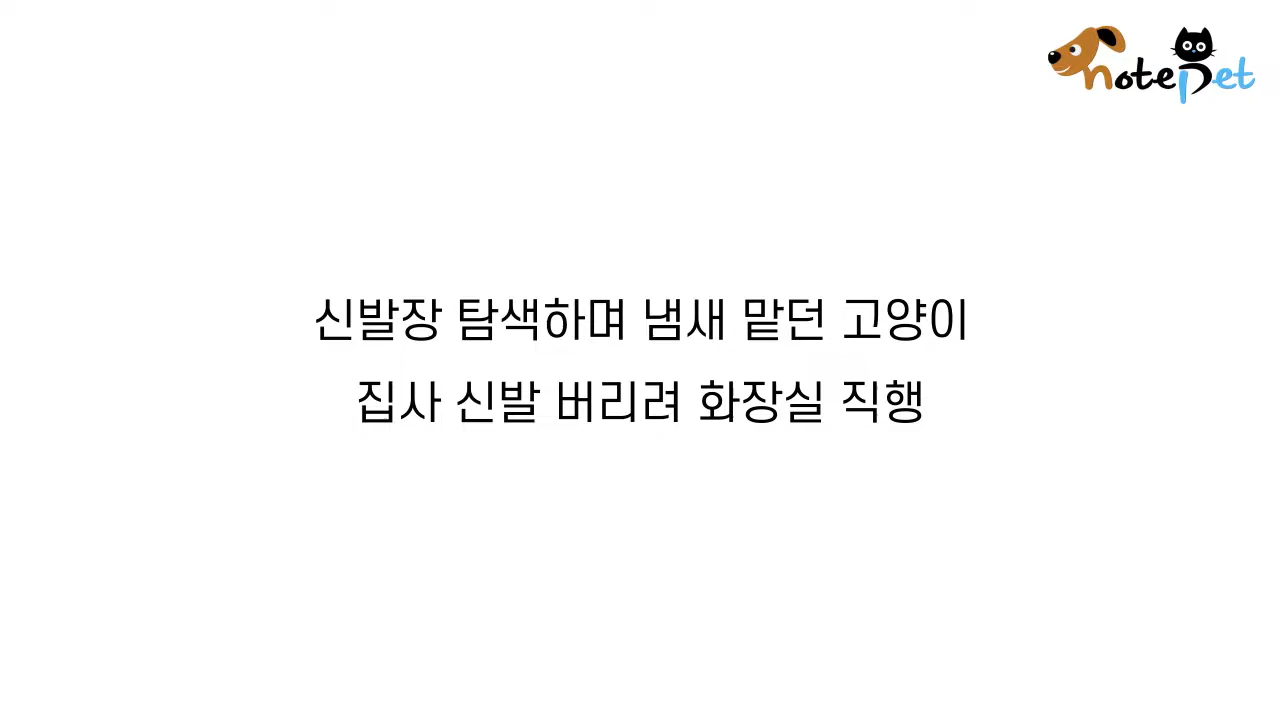 notepet
신발장 탐색하며 냄새 맡던 고양이
집사 신발 버리려 화장실 직행